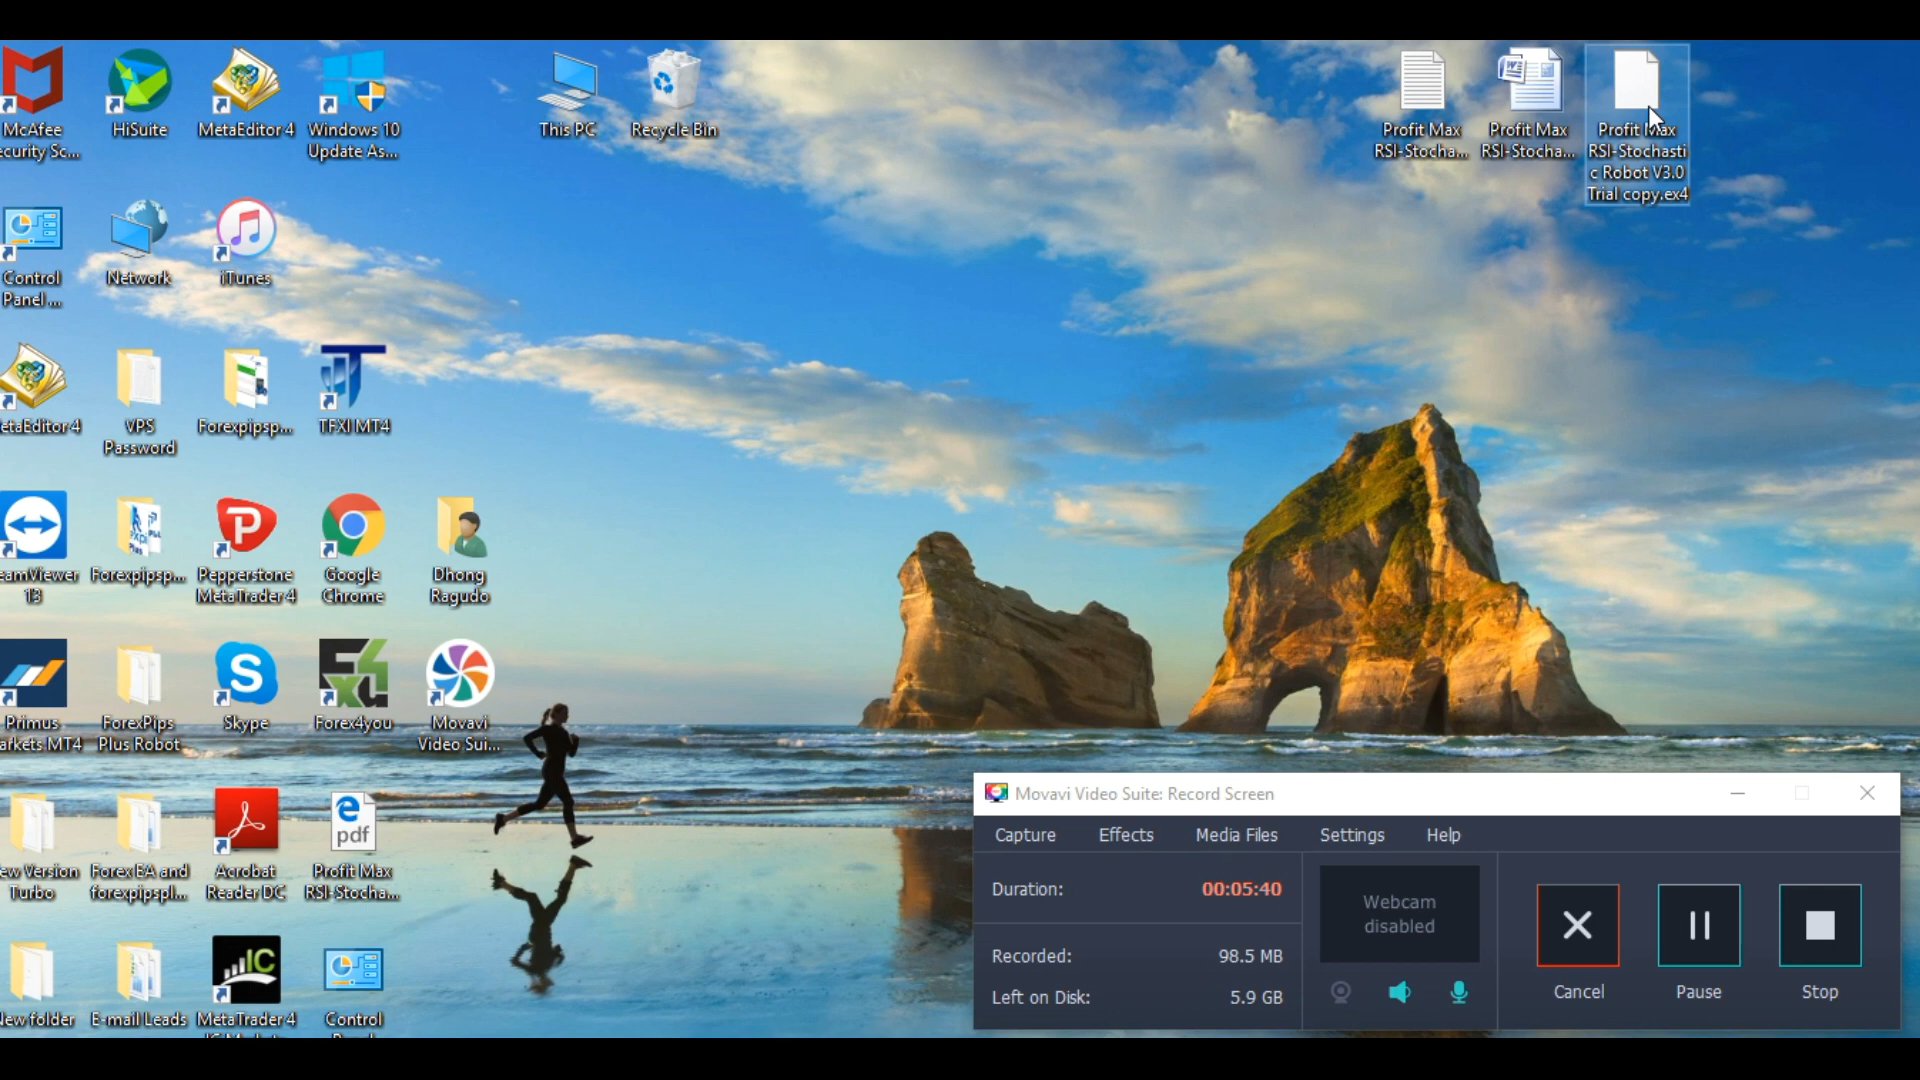 McAfee
ecurity Sc...
HiSuite
MetaEditor 4
Windows 10
Update As...
This PC
Recycle Bin
Profit Max
RSI-Stocha...
Profit Max
RSI-Stocha...
Profit Max
RSI-Stochasti
c Robot V3.0
Trial copy.ex4
Control
Panel ...
Network
iTunes
etaEditor 4
VPS
Password
Forexpipsp...
TFXI MT4
eamViewer
13
Forexpipsp...
Pepperstone
MetaTrader 4
Google
Chrome
Dhong
Ragudo
Primus
arkets MT4
ForexPips
Plus Robot
Skype
Forex4you
Movavi
Video Sui...
ew Version
Turbo
Forex EA and
forexpipspl...
Acrobat
Reader DC
pdf
Profit Max
RSI-Stocha...
New folder
E-mail Leads
IC
MetaTrader 4
Control
Movavi Video Suite: Record Screen
Capture
Effects
Media Files
Settings
Help
Duration:
00:05:40
Recorded:
98.5 MB
Left on Disk:
5.9 GB
Webcam
disabled
Cancel
Pause
Stop